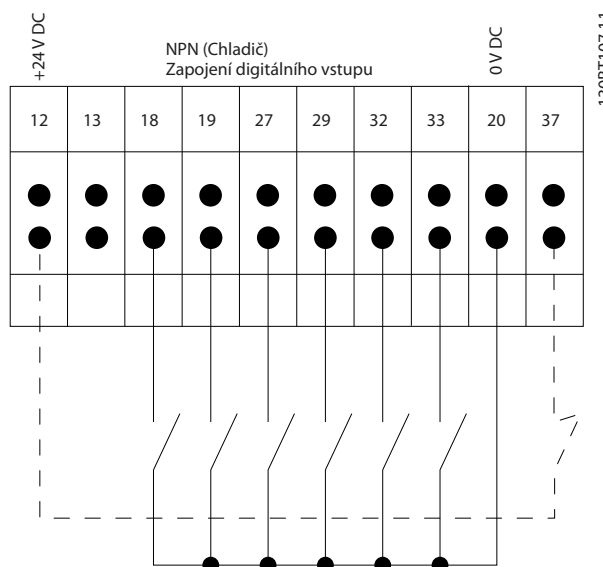 +24 V DC
NPN (Chladič)
Zapojení digitálního vstupu
0 V DC
12 13 18 19 27 29 32 33 20 37